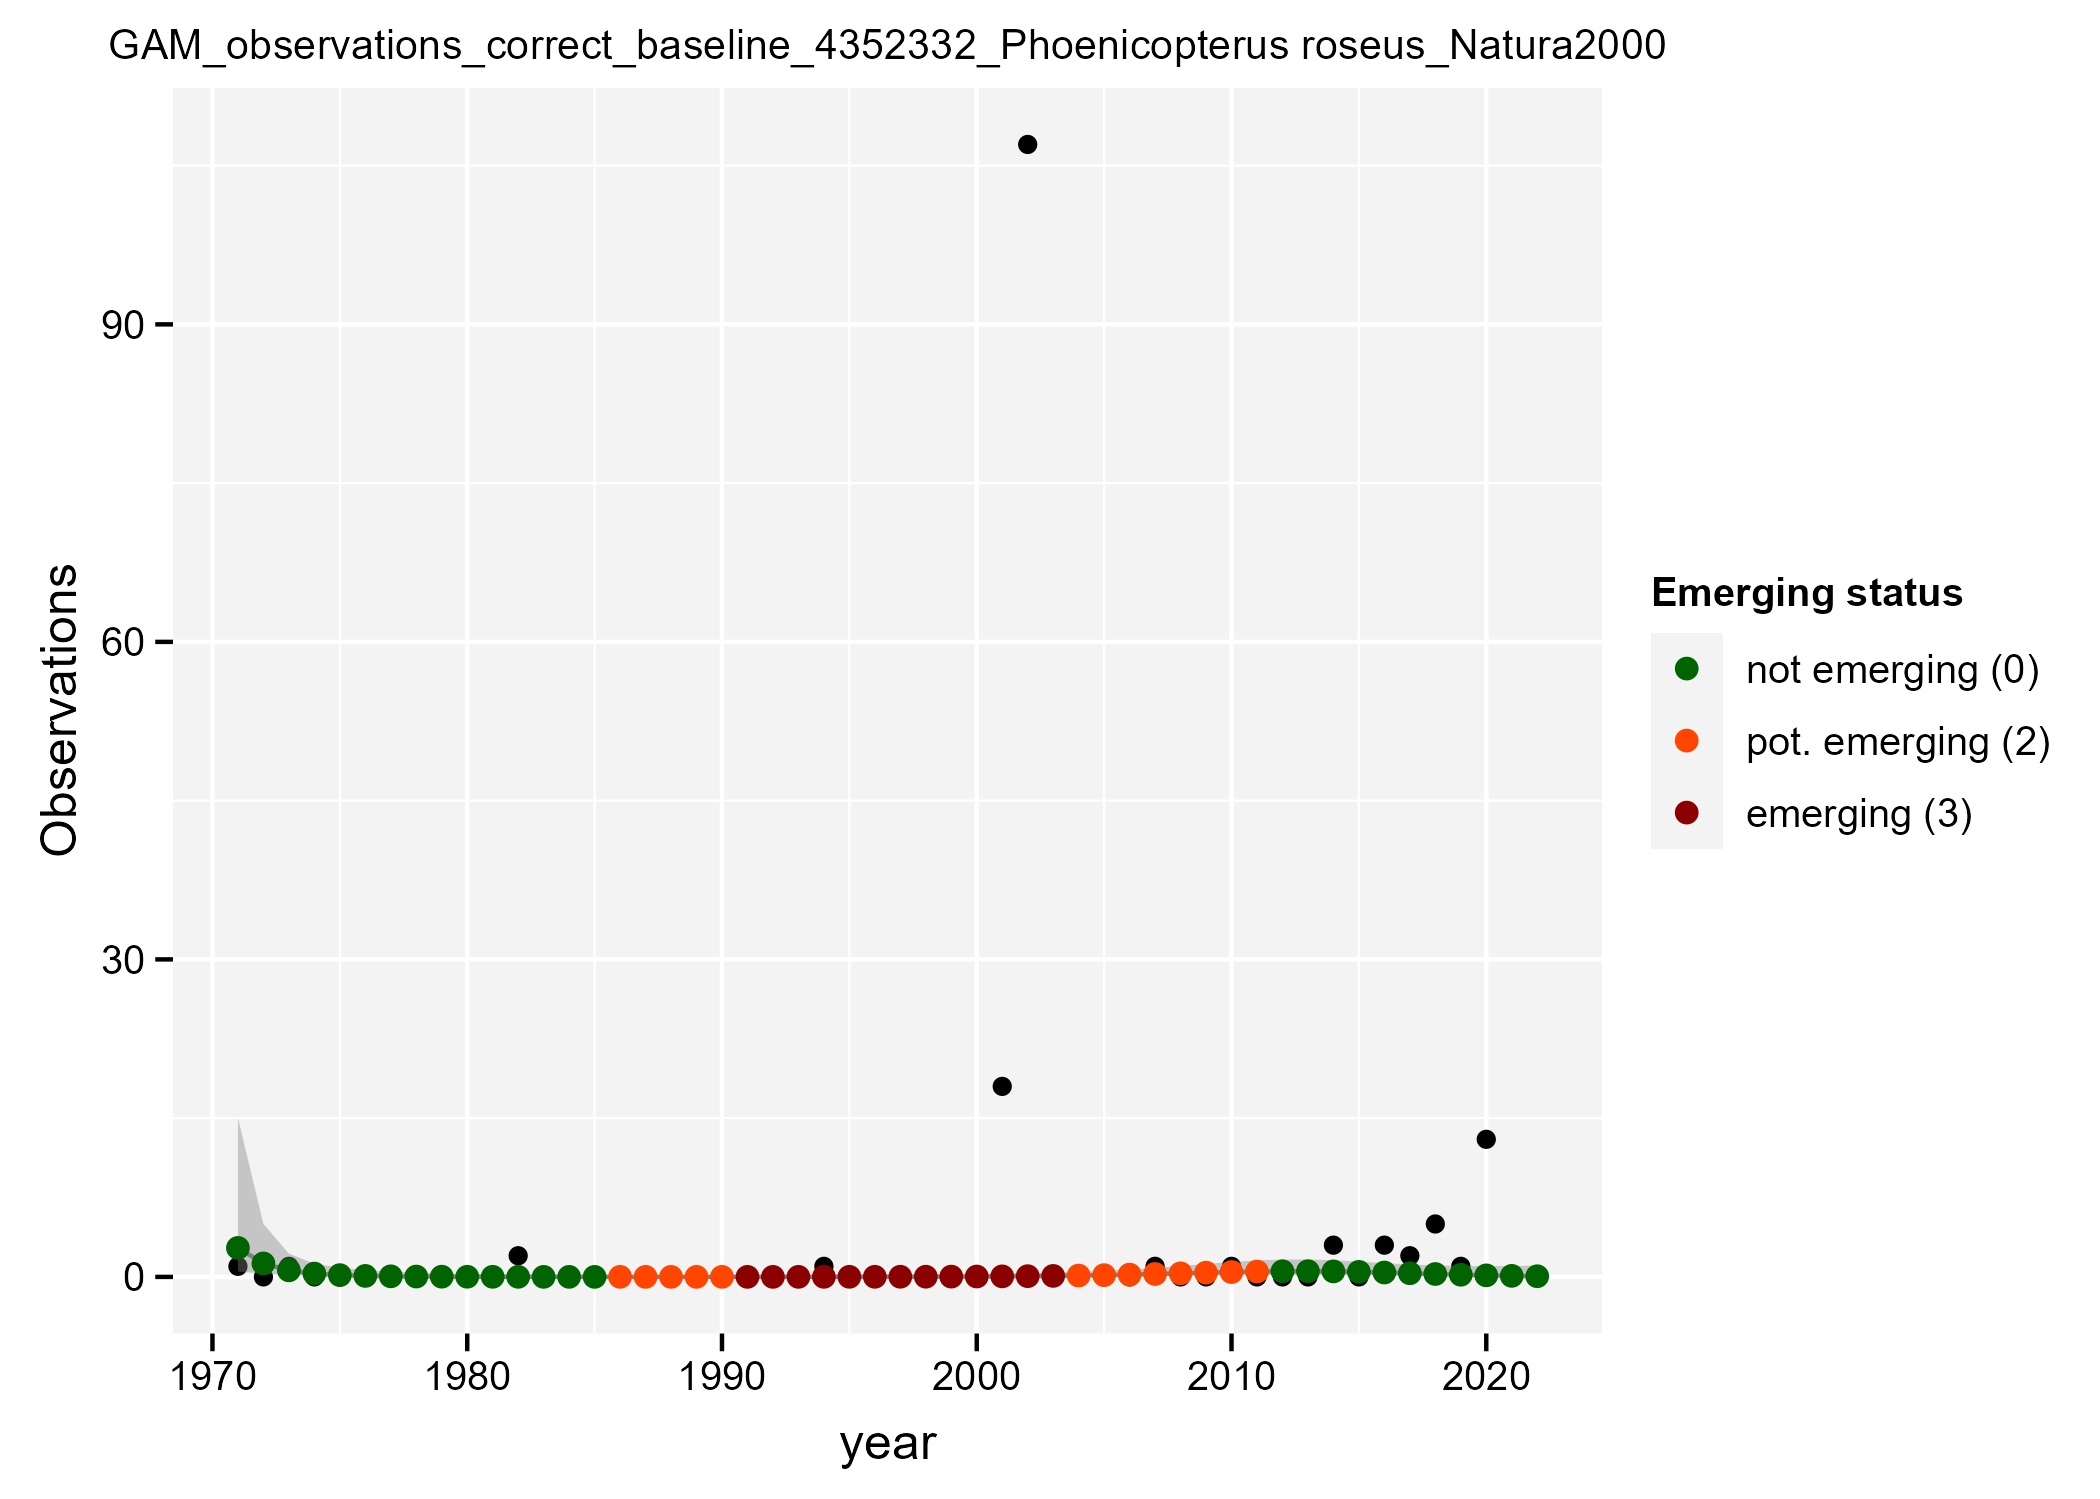 GAM_observations_correct_baseline_4352332_Phoenicopterus roseus_Natura2000
Observations
90
60
30
0
1970 1980 1990 2000 2010 2020
year
Emerging status
not emerging (0)
pot. emerging (2)
emerging (3)